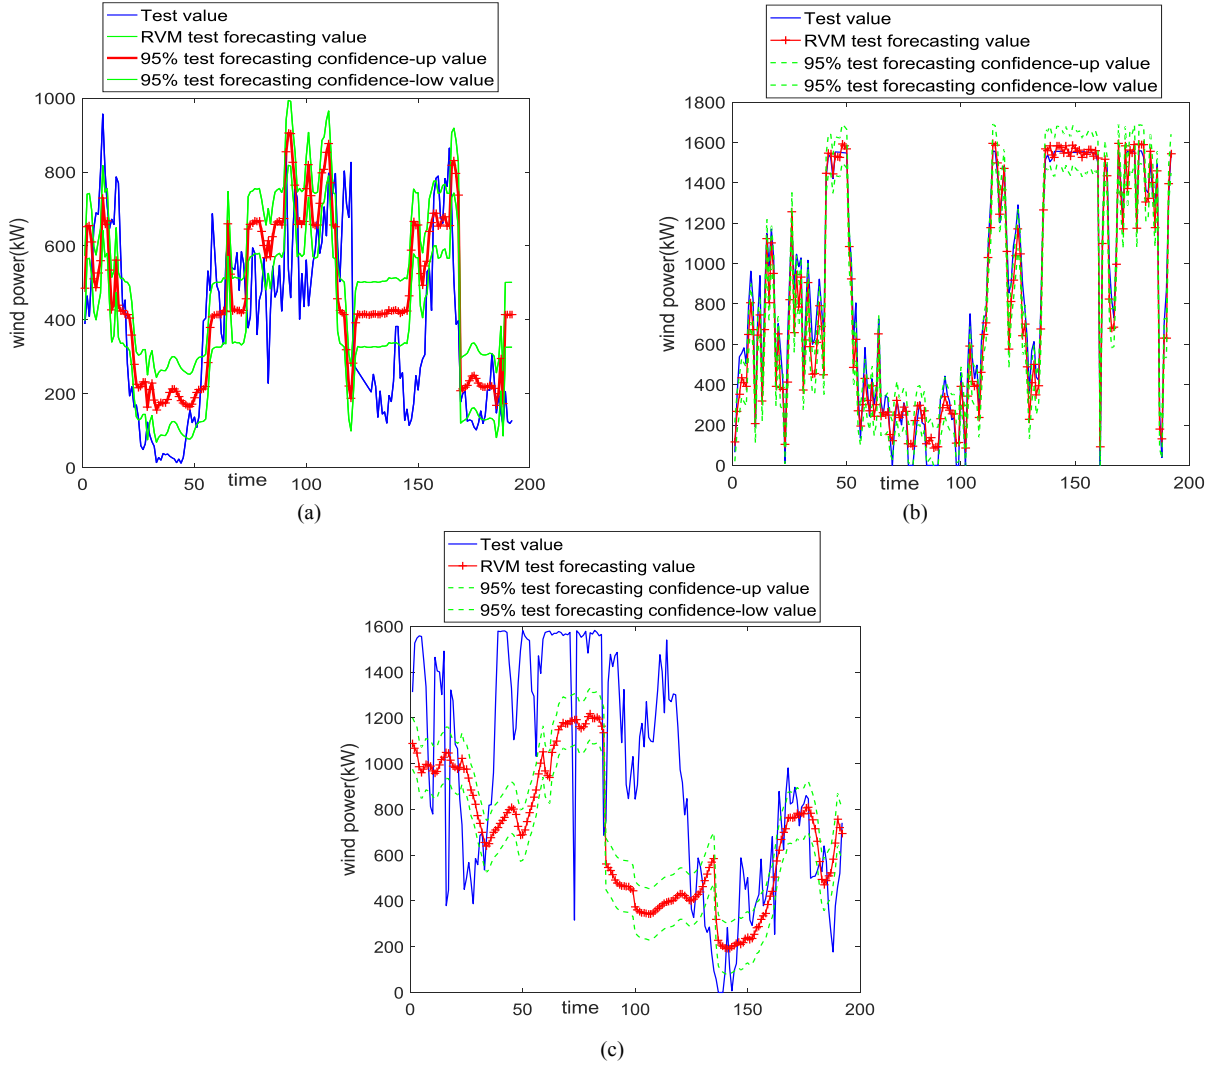 Test value
RVM test forecasting value
95% test forecasting confidence-up value
95% test forecasting confidence-low value
1000
800
600
400
200
0
wind power(kW)
0 50 100 150 200
time
(a)
Test value
RVM test forecasting value
95% test forecasting confidence-up value
95% test forecasting confidence-low value
1800
1600
1400
1200
1000
800
600
400
200
0
wind power(kW)
0 50 100 150 200
time
(b)
Test value
RVM test forecasting value
95% test forecasting confidence-up value
95% test forecasting confidence-low value
1600
1400
1200
1000
800
600
400
200
0
wind power(kW)
0 50 100 150 200
time
(c)